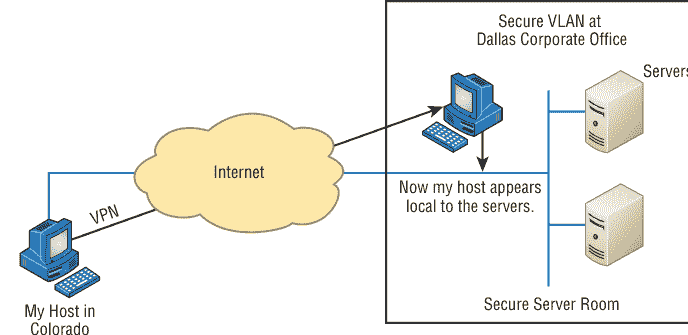 Secure VLAN at
Dallas Corporate Office
Servers
Internet
Now my host appears
local to the servers.
VPN
My Host in
Colorado
Secure Server Room